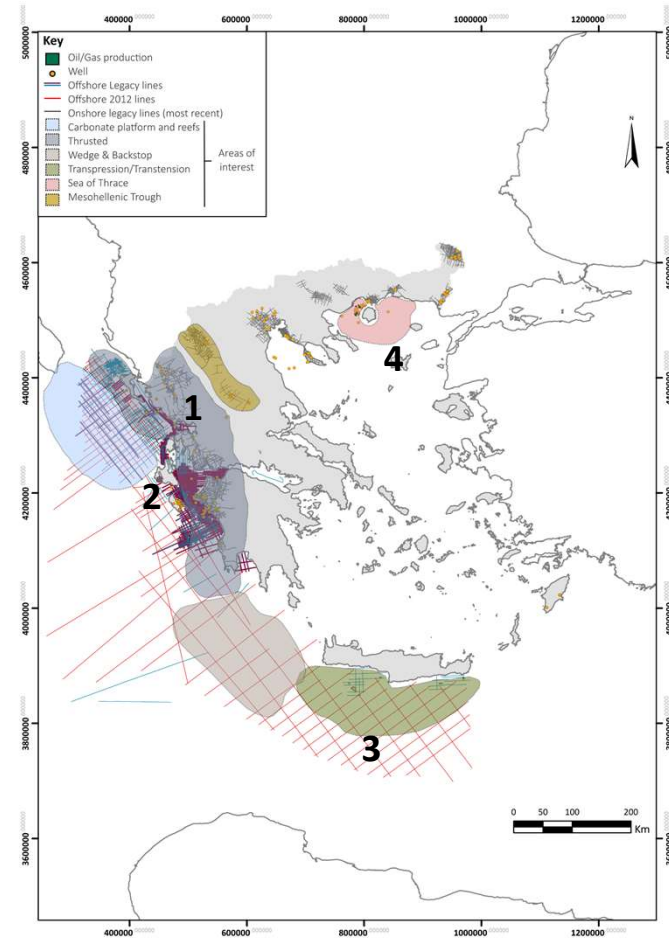 400000 600000 800000 1000000 1200000
Key
Oil/Gas production
Well
Offshore Legacy lines
Offshore 2012 lines
Onshore legacy lines (most recent)
Carbonate platform and reefs
Thrusted
Wedge & Backstop
Transpression/Transtension
Sea of Thrace
Mesohellenic Trough
Areas of
interest
N
5000000
4800000
4600000
4400000
4200000
4000000
3800000
3600000
1
2
3
4
0 50 100 200
Km
400000 600000 800000 1000000 1200000